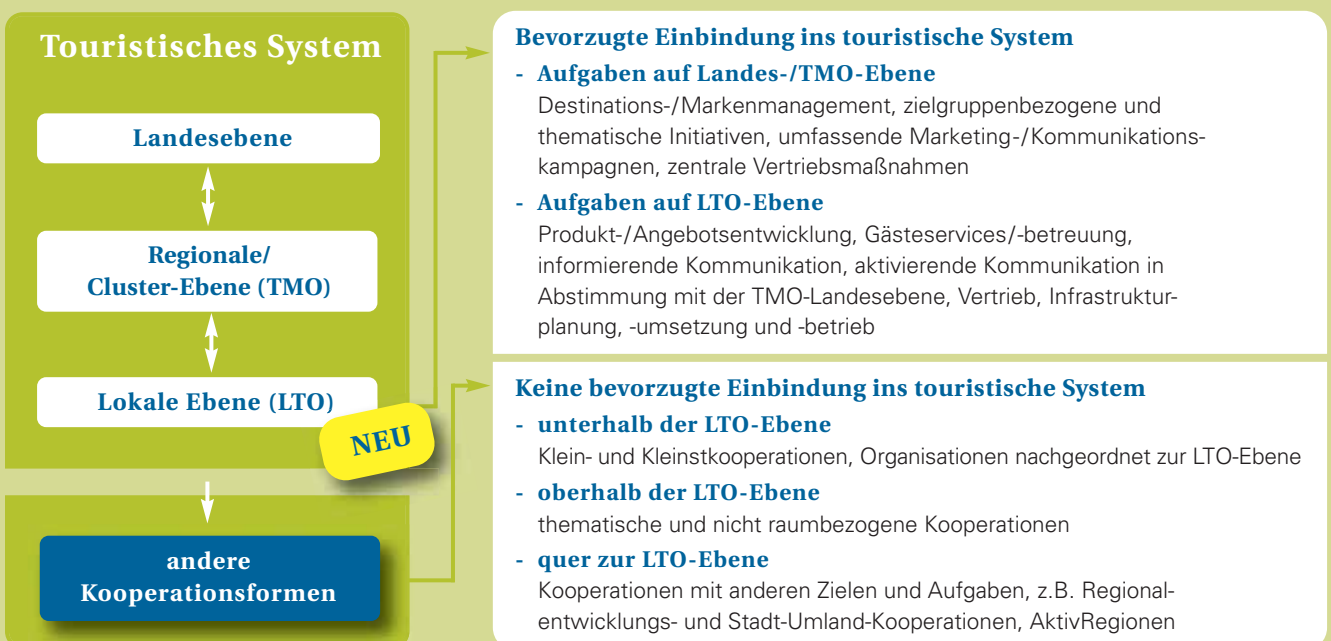 Touristisches System
Landesebene
Regionale/
Cluster-Ebene (TMO)
Lokale Ebene (LTO)
NEU
andere
Kooperationsformen
Bevorzugte Einbindung ins touristische System
- Aufgaben auf Landes-/TMO-Ebene
Destinations-/Markenmanagement, zielgruppenbezogene und
thematische Initiativen, umfassende Marketing-/Kommunikations-
kampagnen, zentrale Vertriebsmaßnahmen
- Aufgaben auf LTO-Ebene
Produkt-/Angebotsentwicklung, Gästeservices/-betreuung,
informierende Kommunikation, aktivierende Kommunikation in
Abstimmung mit der TMO-Landesebene, Vertrieb, Infrastruktur-
planung, -umsetzung und -betrieb
Keine bevorzugte Einbindung ins touristische System
- unterhalb der LTO-Ebene
Klein- und Kleinstkooperationen, Organisationen nachgeordnet zur LTO-Ebene
- oberhalb der LTO-Ebene
thematische und nicht raumbezogene Kooperationen
- quer zur LTO-Ebene
Kooperationen mit anderen Zielen und Aufgaben, z.B. Regional-
entwicklungs- und Stadt-Umland-Kooperationen, AktivRegionen